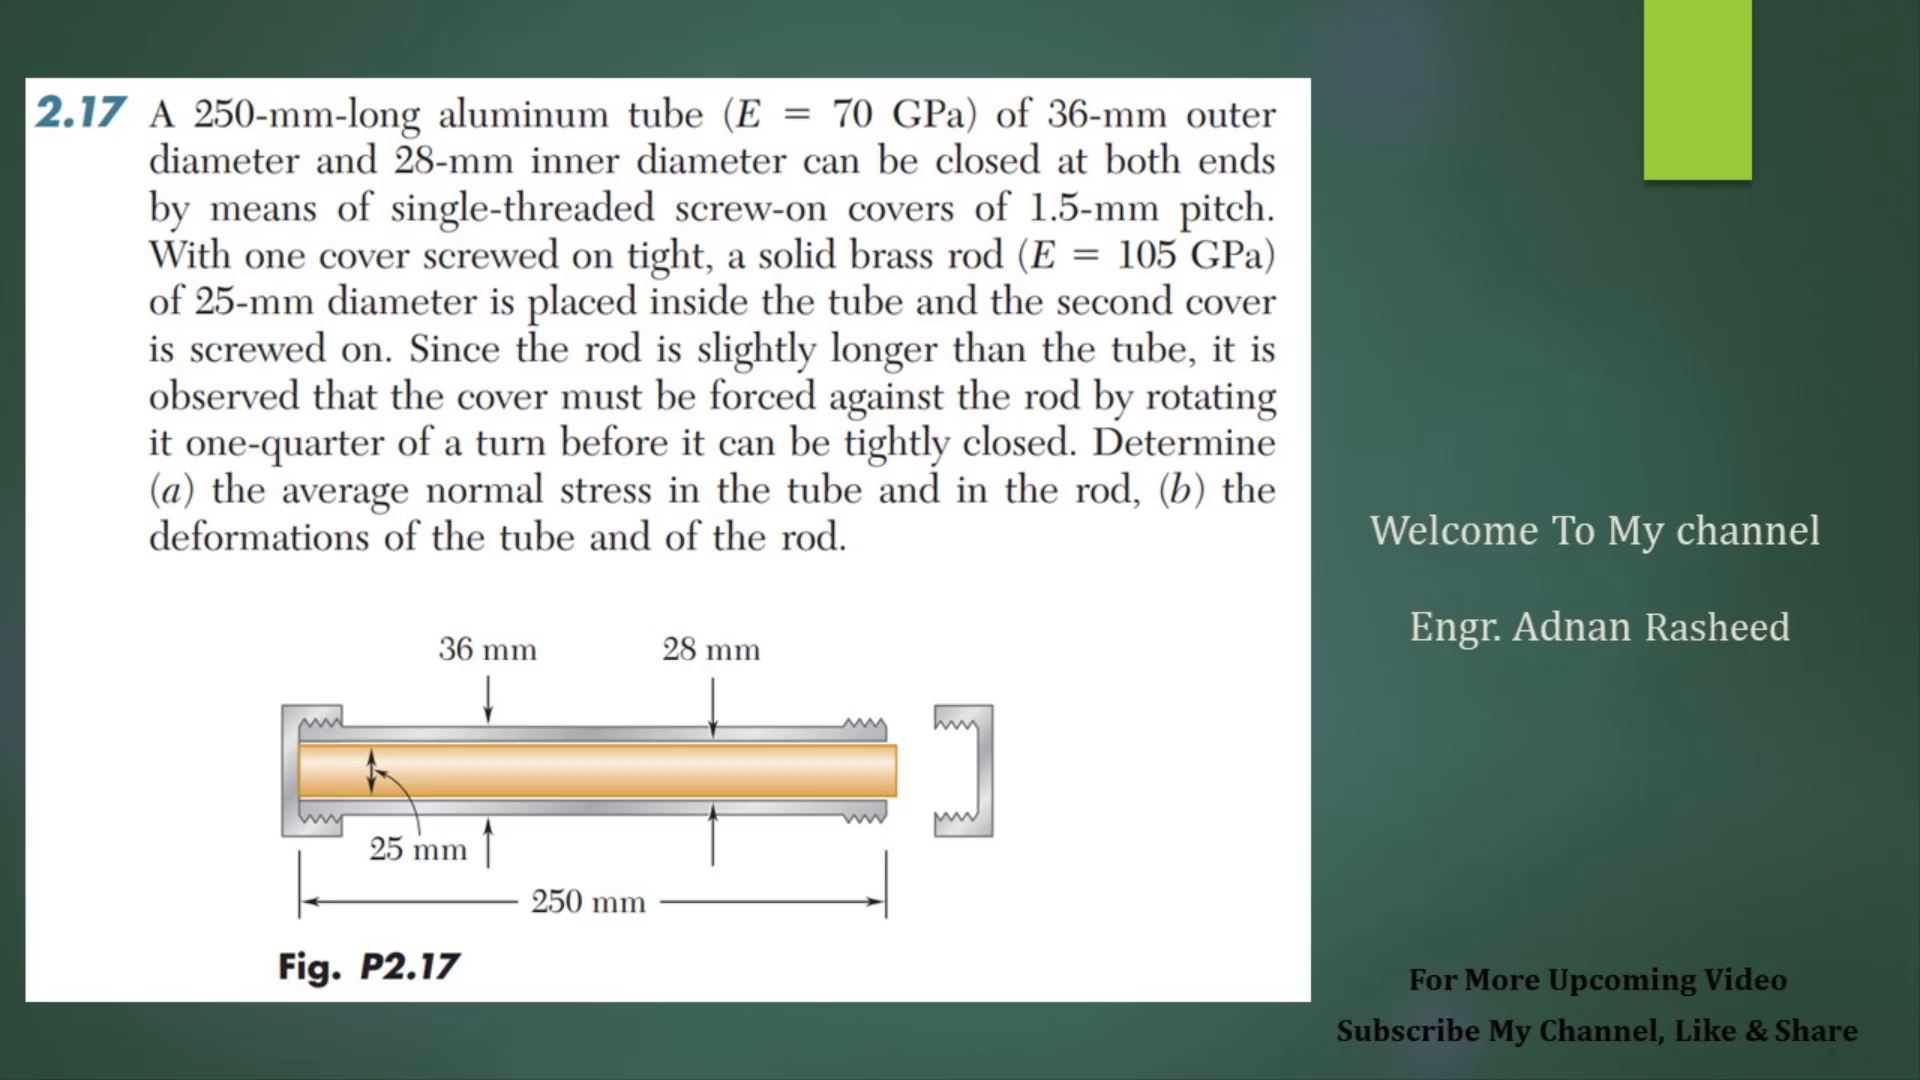 2.17 A 250-mm-long aluminum tube (E = 70 GPa) of 36-mm outer
diameter and 28-mm inner diameter can be closed at both ends
by means of single-threaded screw-on covers of 1.5-mm pitch.
With one cover screwed on tight, a solid brass rod (E = 105 GPa)
of 25-mm diameter is placed inside the tube and the second cover
is screwed on. Since the rod is slightly longer than the tube, it is
observed that the cover must be forced against the rod by rotating
it one-quarter of a turn before it can be tightly closed. Determine
(a) the average normal stress in the tube and in the rod, (b) the
deformations of the tube and of the rod.
36 mm
28 mm
25 mm
250 mm
Fig. P2.17
Welcome To My channel
Engr. Adnan Rasheed
For More Upcoming Video
Subscribe My Channel, Like & Share